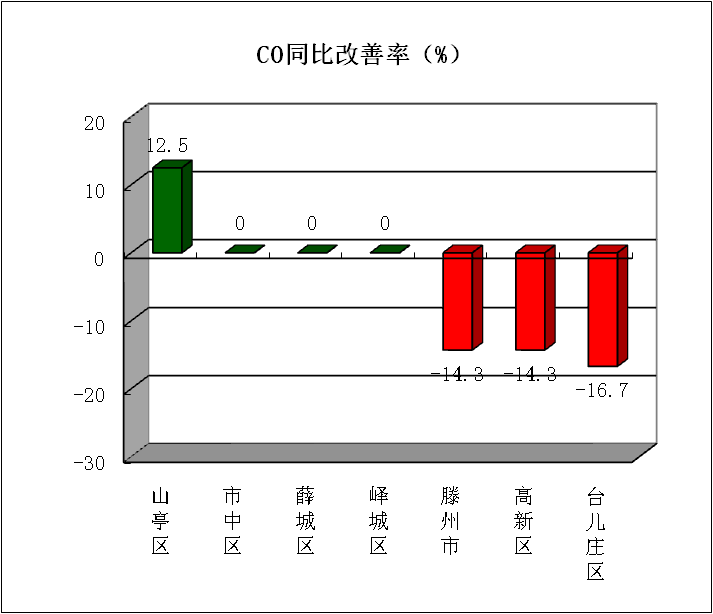 CO同比改善率（%）
20
10
0
-10
-20
-30
12.5
0
0
0
-14.3
-14.3
-16.7
山亭区
市中区
薛城区
峄城区
滕州市
高新区
台儿庄区